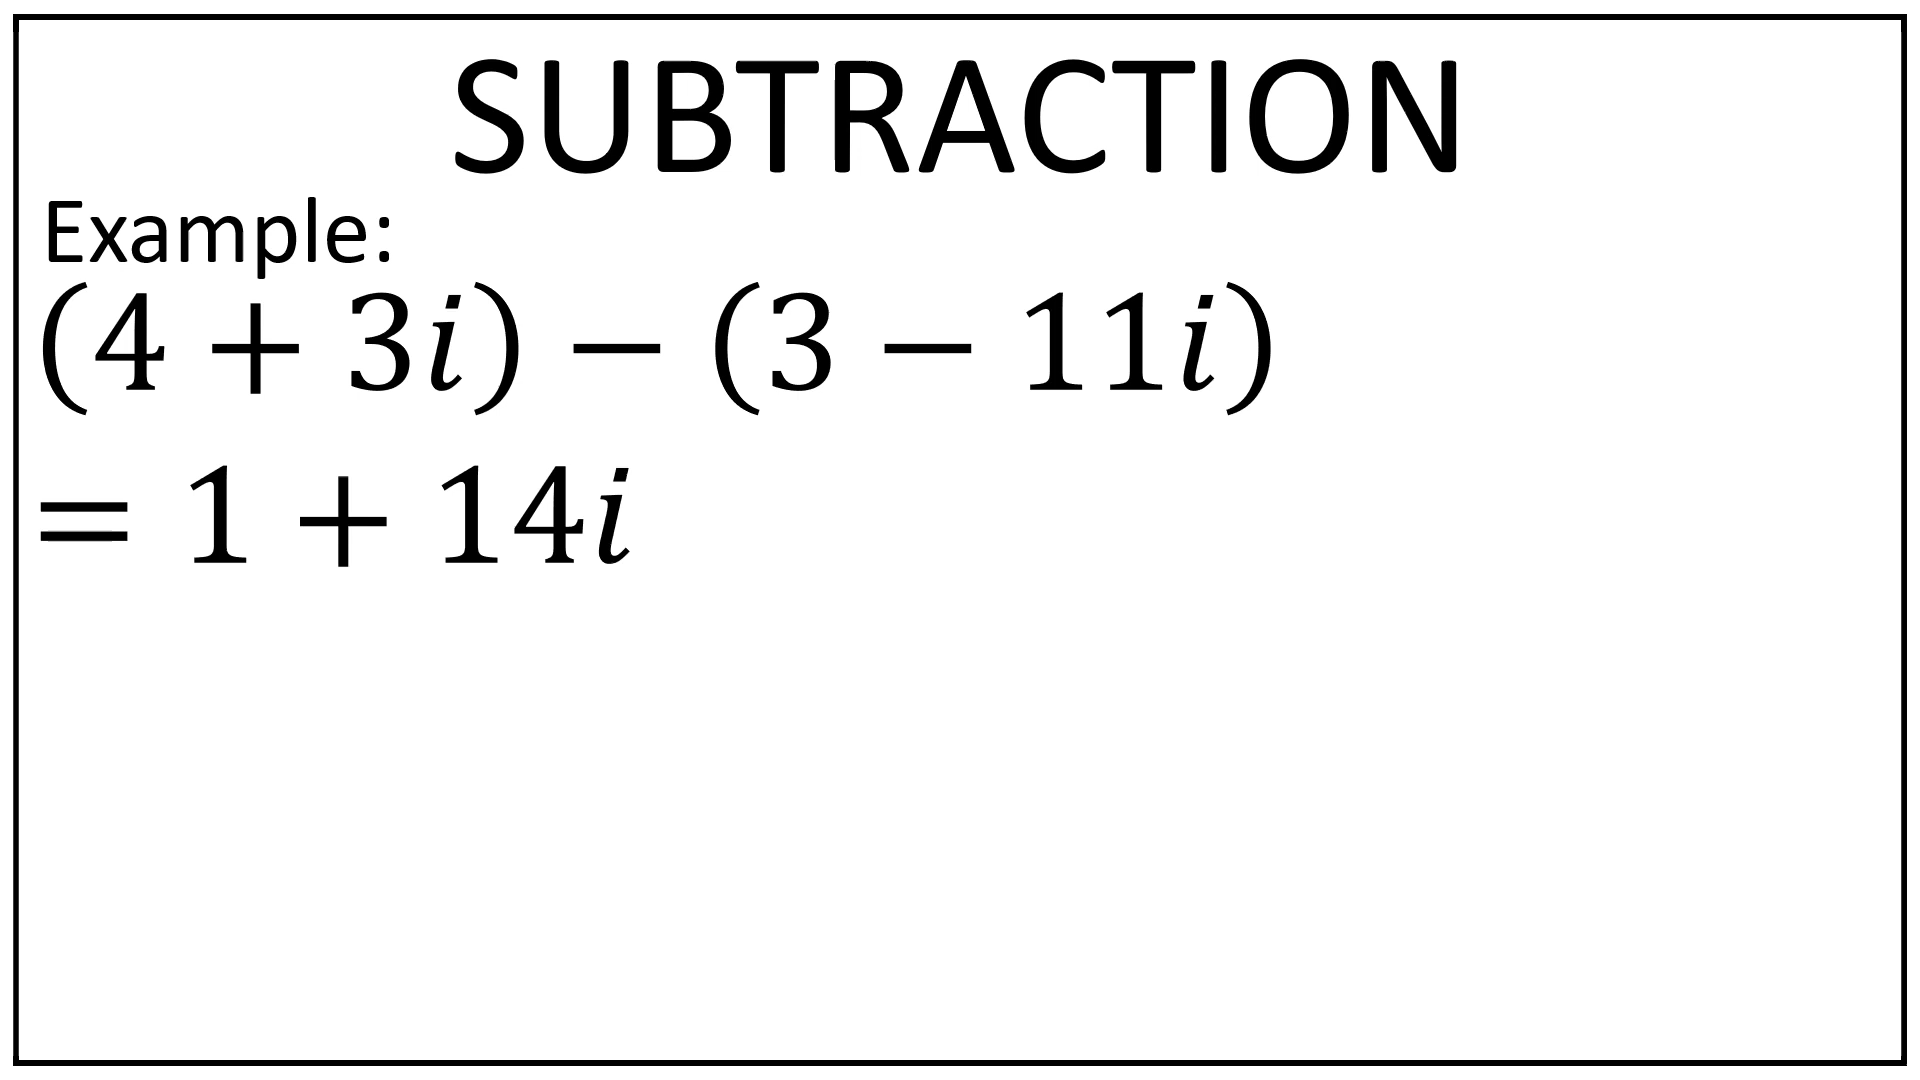 SUBTRACTION
Example:
(4 + 3i) − (3 − 11i)
= 1 + 14i